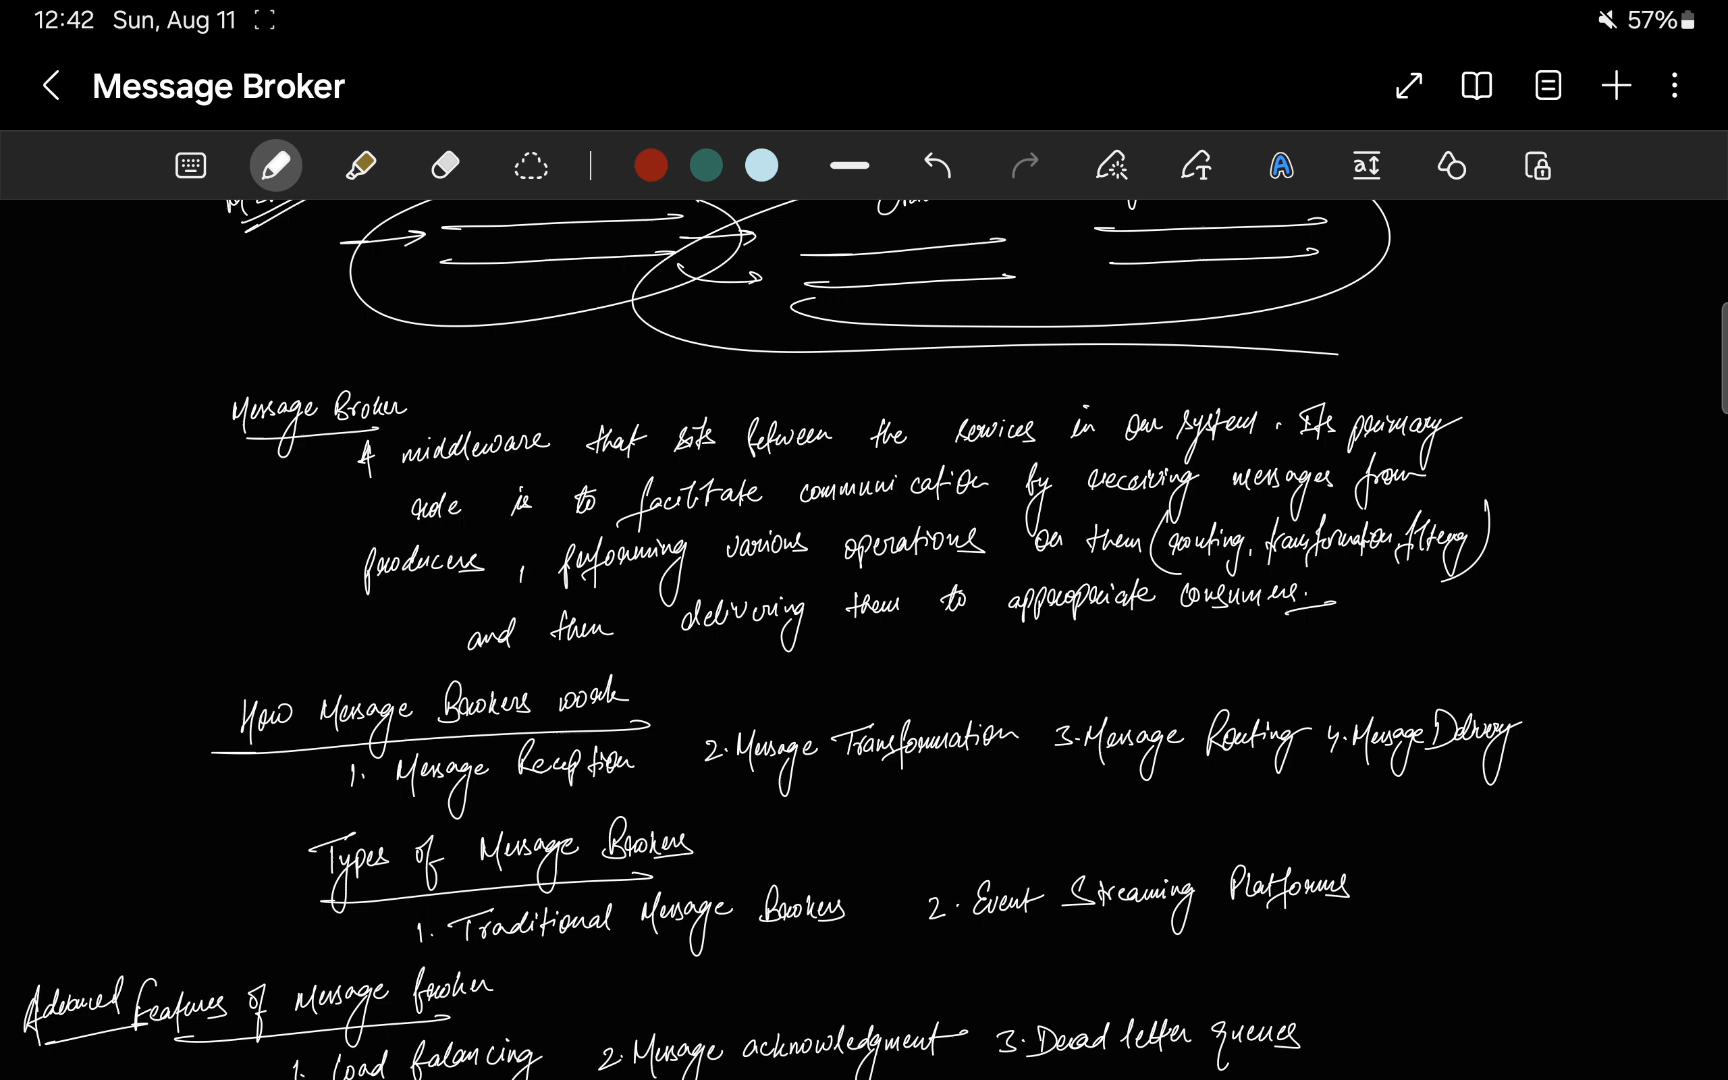 12:42 Sun, Aug 11 57%
Message Broker
Message Broker
A middleware that sits between the services in our system. Its primary
role is to facilitate communication by receiving messages from
producers, performing various operations on them (routing, transformation, filtering)
and then delivering them to appropriate consumers.
How Message Brokers work
1. Message Reception 2. Message Transformation 3. Message Routing 4. Message Delivery
Types of Message Brokers
1. Traditional Message Brokers 2. Event Streaming Platforms
Advanced Features of Message broker
1. Load balancing 2. Message acknowledgment 3. Dead letter queues